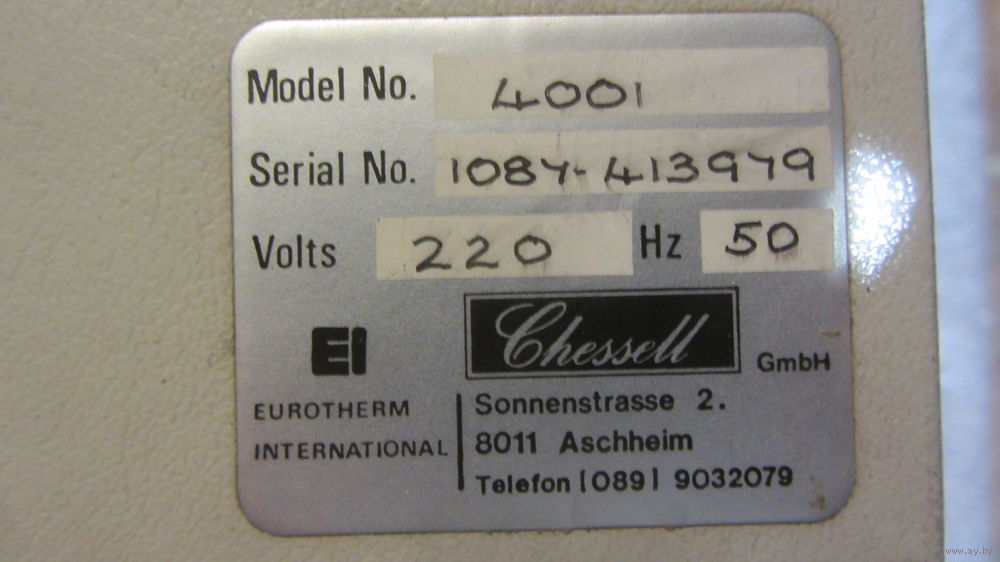 Model No. 4001
Serial No. 1087-413979
Volts 220 Hz 50
EI Chessell GmbH
EUROTHERM
INTERNATIONAL
Sonnenstrasse 2.
8011 Aschheim
Telefon (089) 9032079
www.ay.by